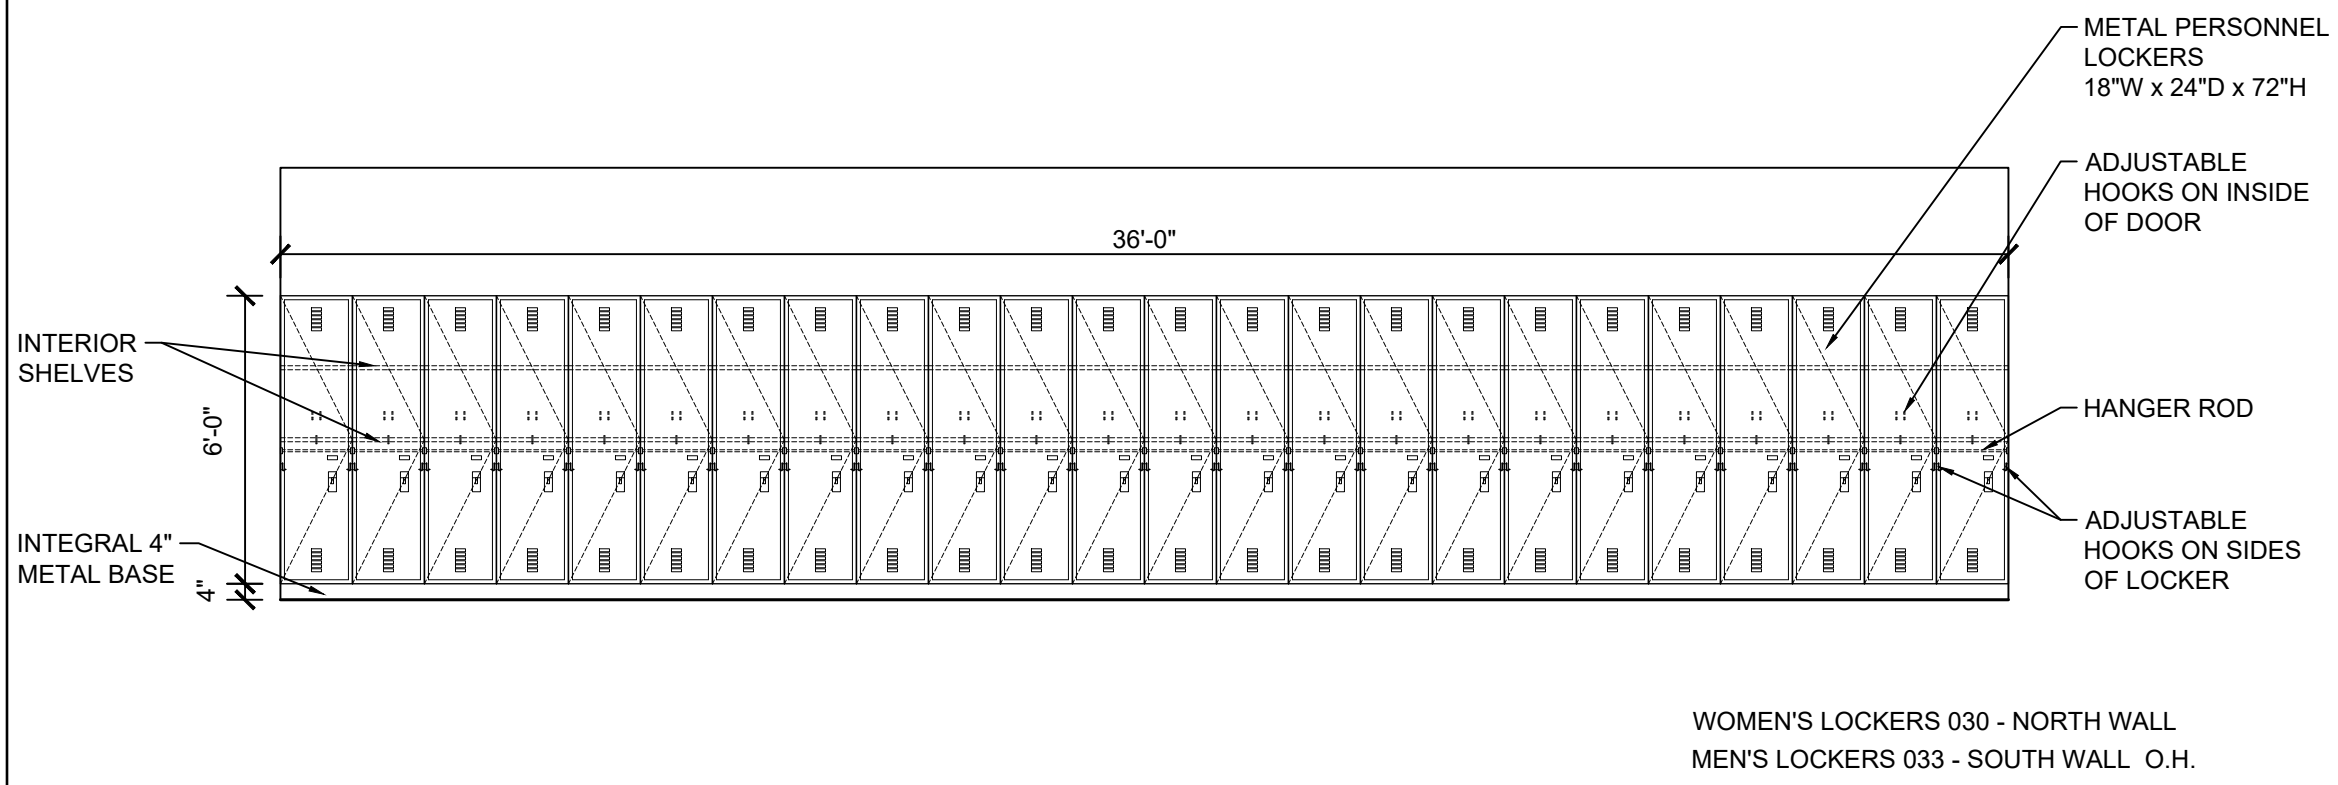 METAL PERSONNEL
LOCKERS
18"W x 24"D x 72"H
ADJUSTABLE
HOOKS ON INSIDE
OF DOOR
36'-0"
INTERIOR
SHELVES
6'-0"
HANGER ROD
INTEGRAL 4"
METAL BASE
4"
ADJUSTABLE
HOOKS ON SIDES
OF LOCKER
WOMEN'S LOCKERS 030 - NORTH WALL
MEN'S LOCKERS 033 - SOUTH WALL  O.H.